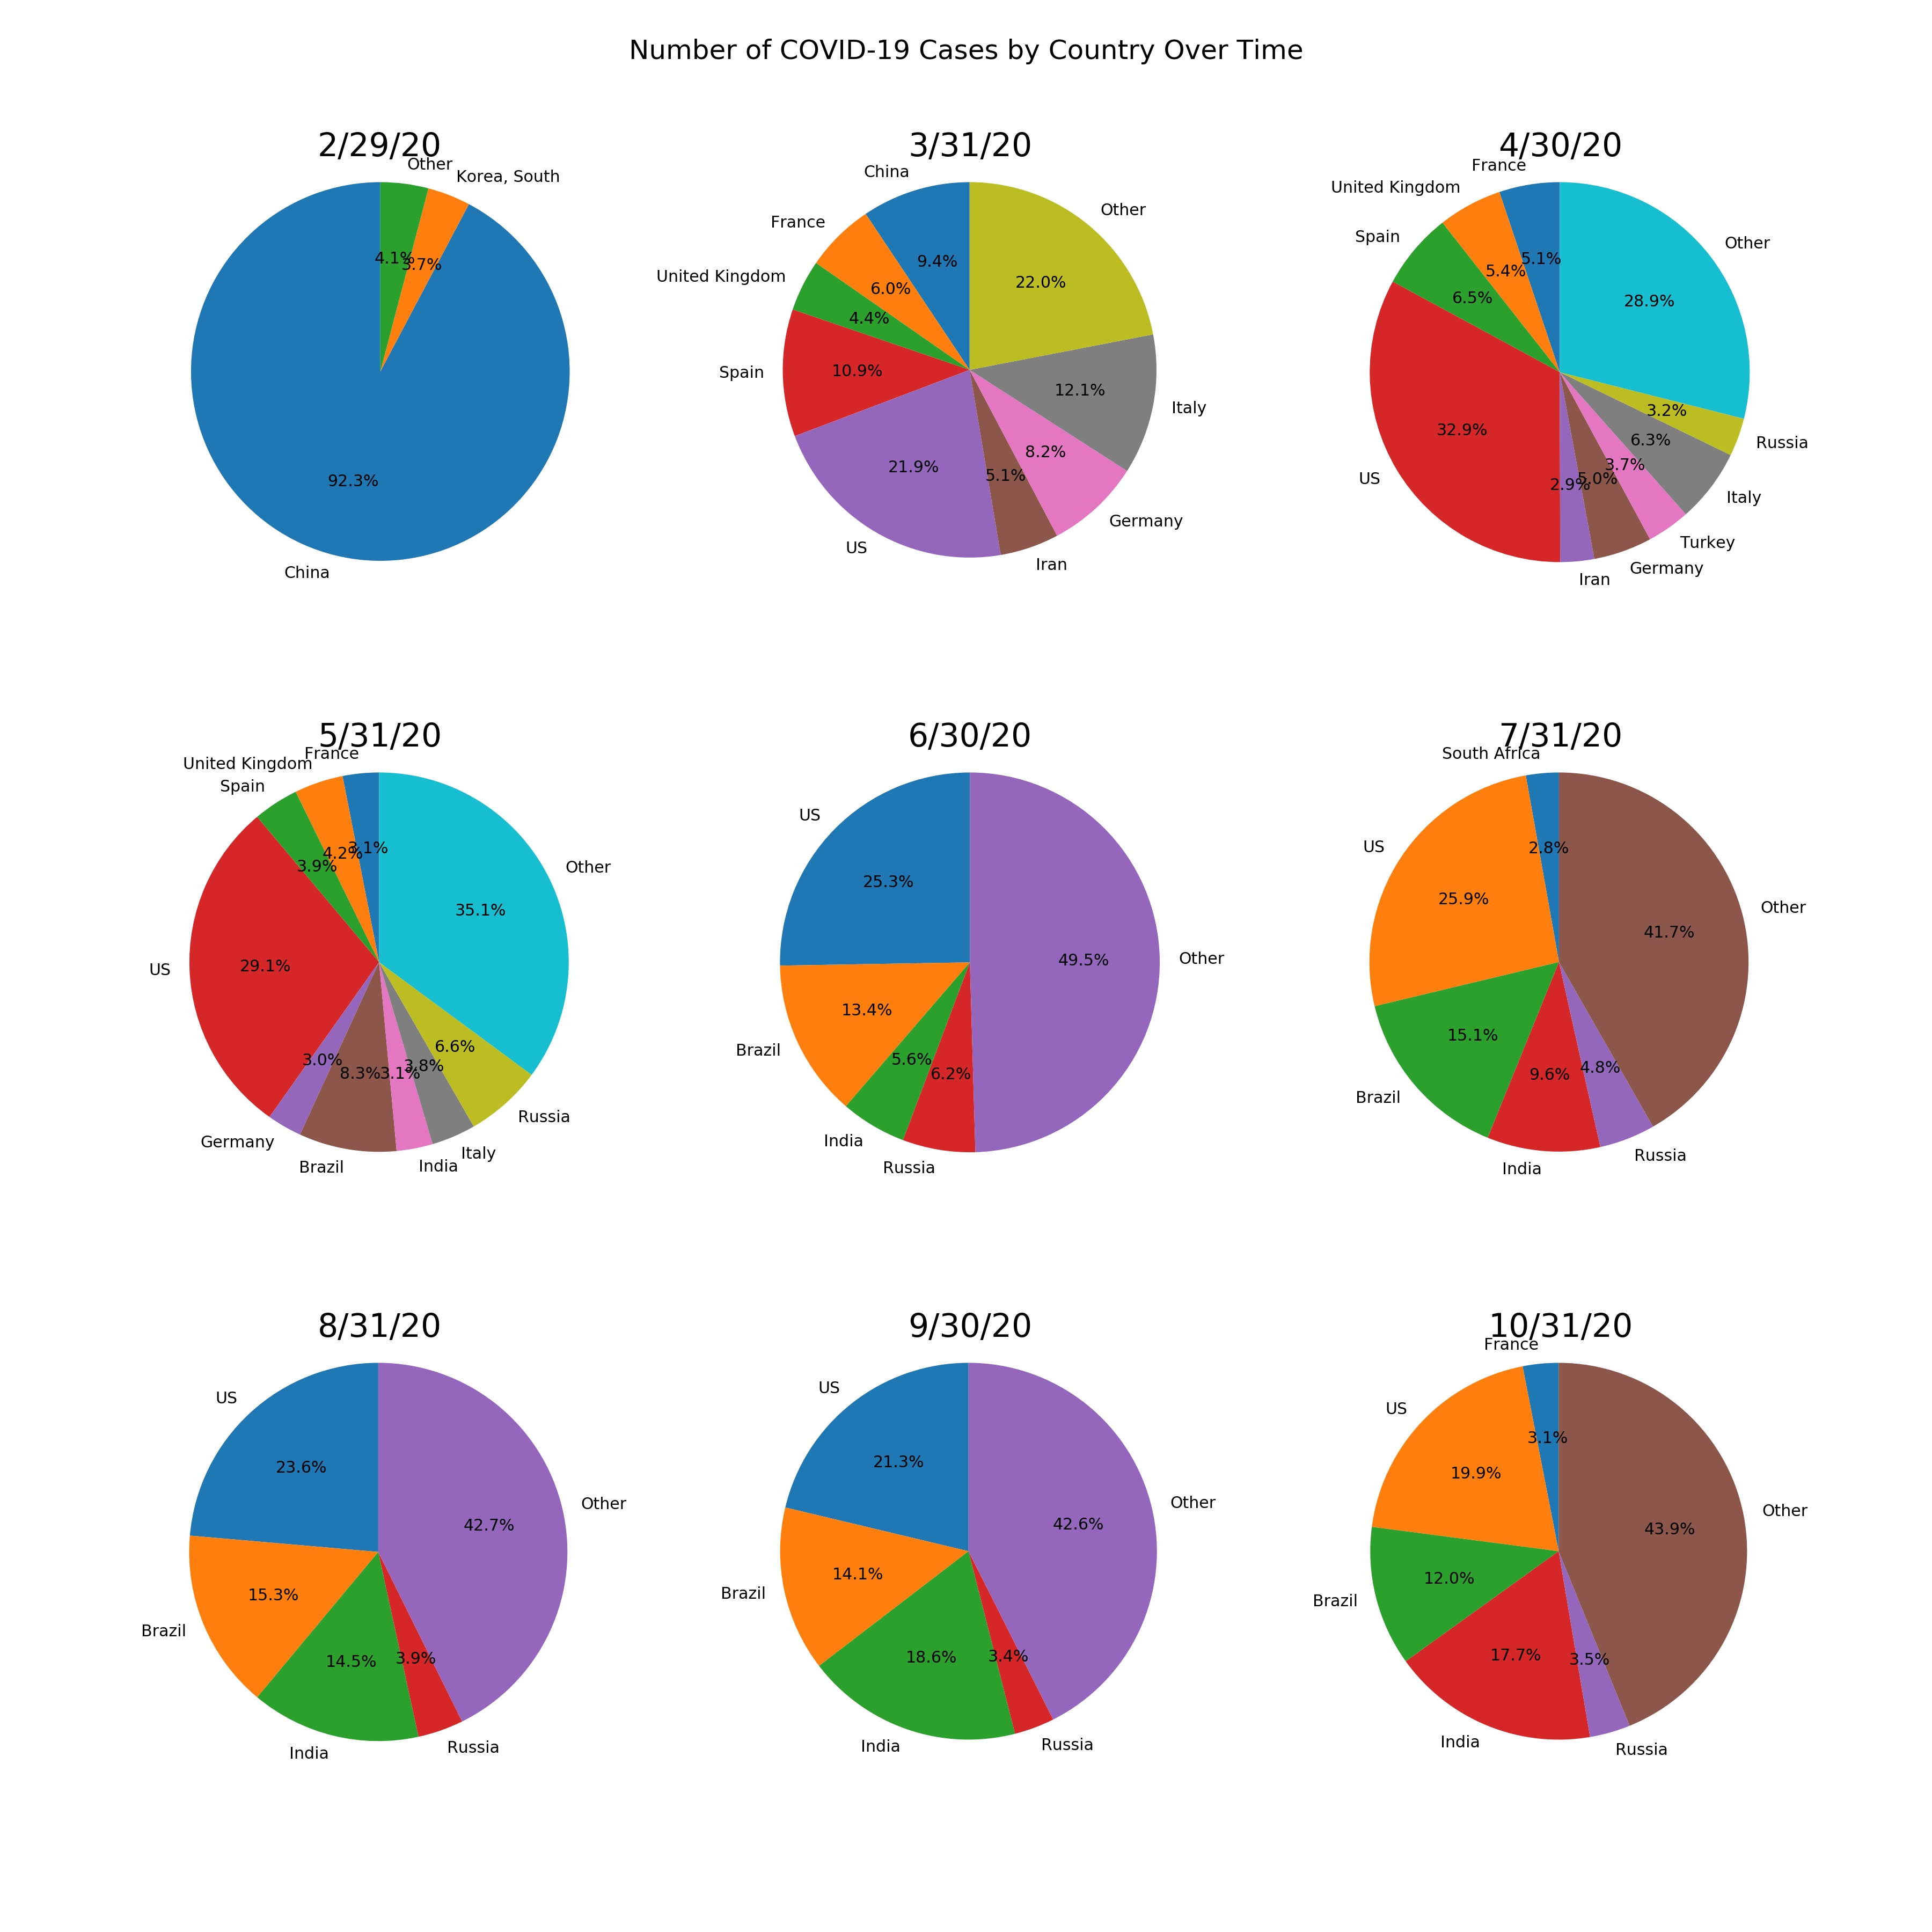 Number of COVID-19 Cases by Country Over Time
2/29/20
Other
Korea, South
4.1%
3.7%
92.3%
China
3/31/20
China
France
United Kingdom
Spain
US
Iran
Germany
Italy
Other
9.4%
6.0%
4.4%
10.9%
21.9%
5.1%
8.2%
12.1%
22.0%
4/30/20
France
United Kingdom
Spain
US
Iran
Germany
Turkey
Italy
Russia
Other
5.1%
5.4%
6.5%
32.9%
2.9%
5.0%
3.7%
6.3%
3.2%
28.9%
5/31/20
France
United Kingdom
Spain
US
Germany
Brazil
India
Italy
Russia
Other
3.1%
4.2%
3.9%
29.1%
3.0%
8.3%
3.1%
3.8%
6.6%
35.1%
6/30/20
US
Brazil
India
Russia
Other
25.3%
13.4%
5.6%
6.2%
49.5%
7/31/20
South Africa
US
Brazil
India
Russia
Other
2.8%
25.9%
15.1%
9.6%
4.8%
41.7%
8/31/20
US
Brazil
India
Russia
Other
23.6%
15.3%
14.5%
3.9%
42.7%
9/30/20
US
Brazil
India
Russia
Other
21.3%
14.1%
18.6%
3.4%
42.6%
10/31/20
France
US
Brazil
India
Russia
Other
3.1%
19.9%
12.0%
17.7%
3.5%
43.9%